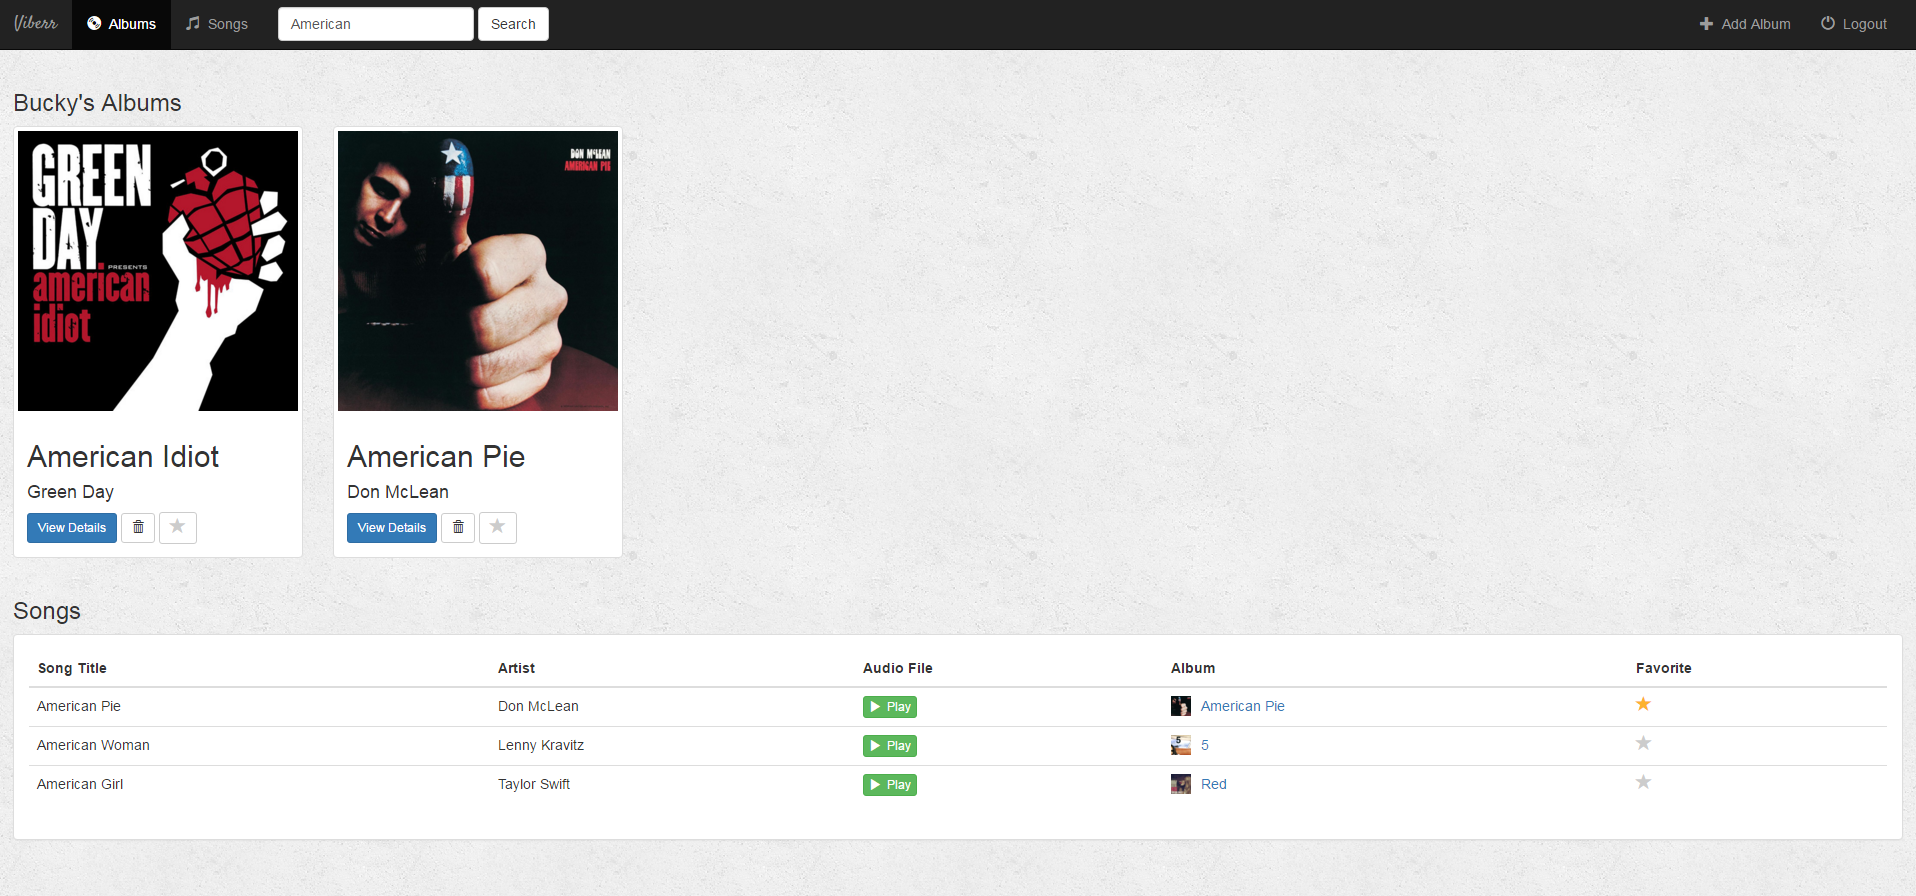 Viberr Albums Songs American Search Add Album Logout
Bucky's Albums
GREEN
DAY
PRESENTS
american
idiot
DON McLEAN
AMERICAN PIE
American Idiot
Green Day
View Details
American Pie
Don McLean
View Details
Songs
Song Title Artist Audio File Album Favorite
American Pie Don McLean Play American Pie
American Woman Lenny Kravitz Play 5 5
American Girl Taylor Swift Play Red